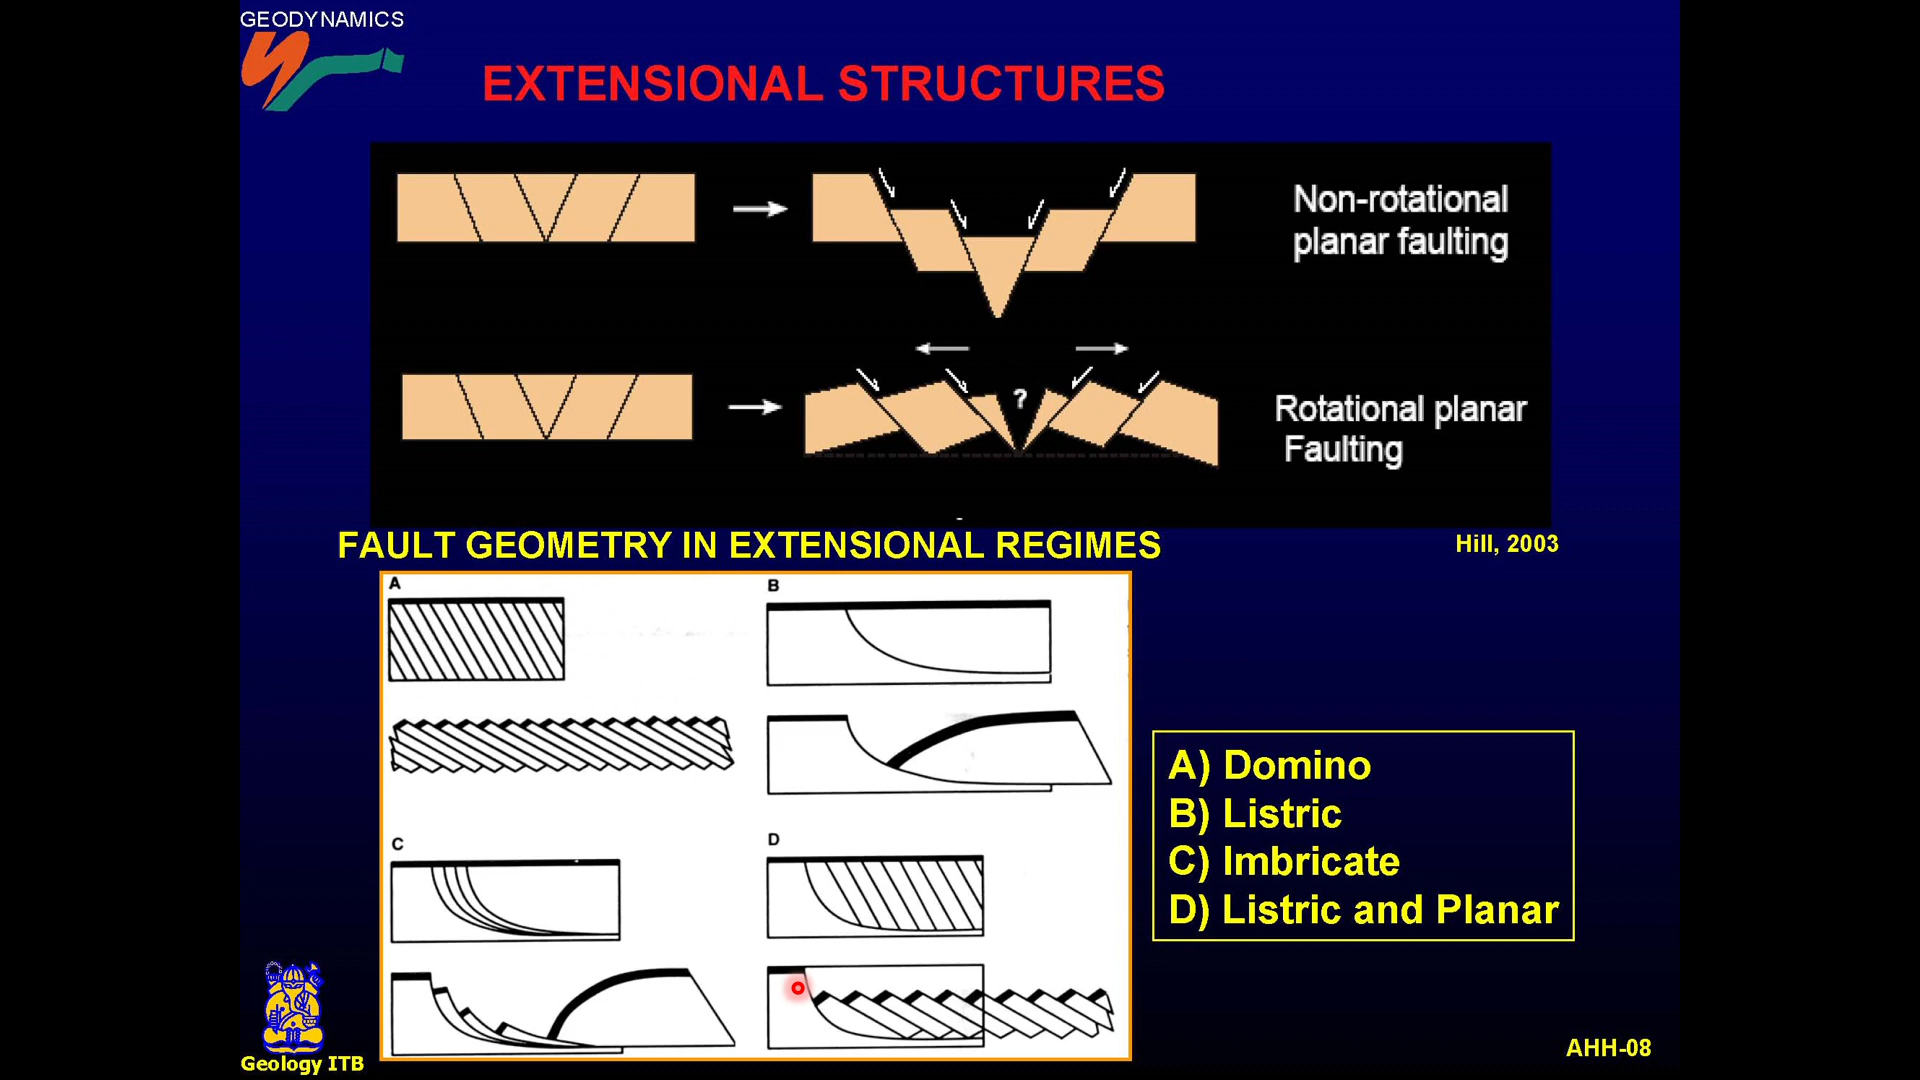 GEODYNAMICS
EXTENSIONAL STRUCTURES
Non-rotational
planar faulting
?
Rotational planar
Faulting
FAULT GEOMETRY IN EXTENSIONAL REGIMES
Hill, 2003
A
B
C
D
A) Domino
B) Listric
C) Imbricate
D) Listric and Planar
Geology ITB
AHH-08